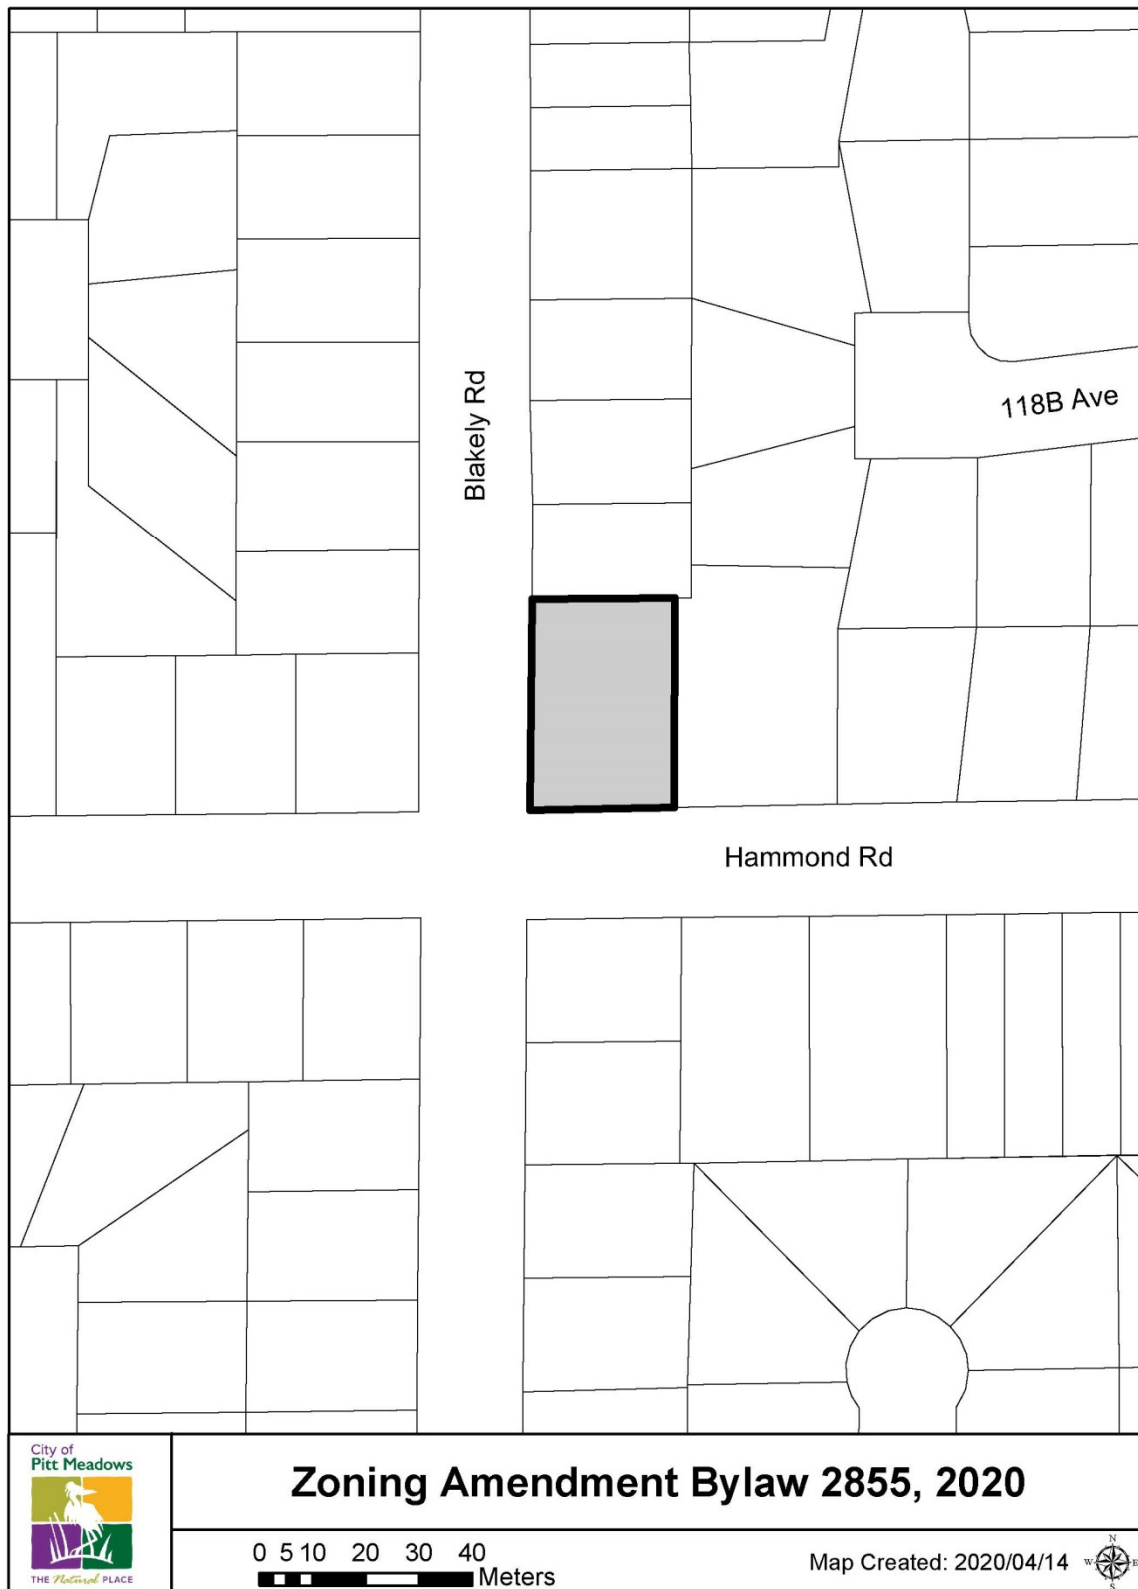 118B Ave
Blakely Rd
Hammond Rd
City of
Pitt Meadows
THE Natural PLACE
Zoning Amendment Bylaw 2855, 2020
0 5 10 20 30 40
Meters
Map Created: 2020/04/14
N
W E
S